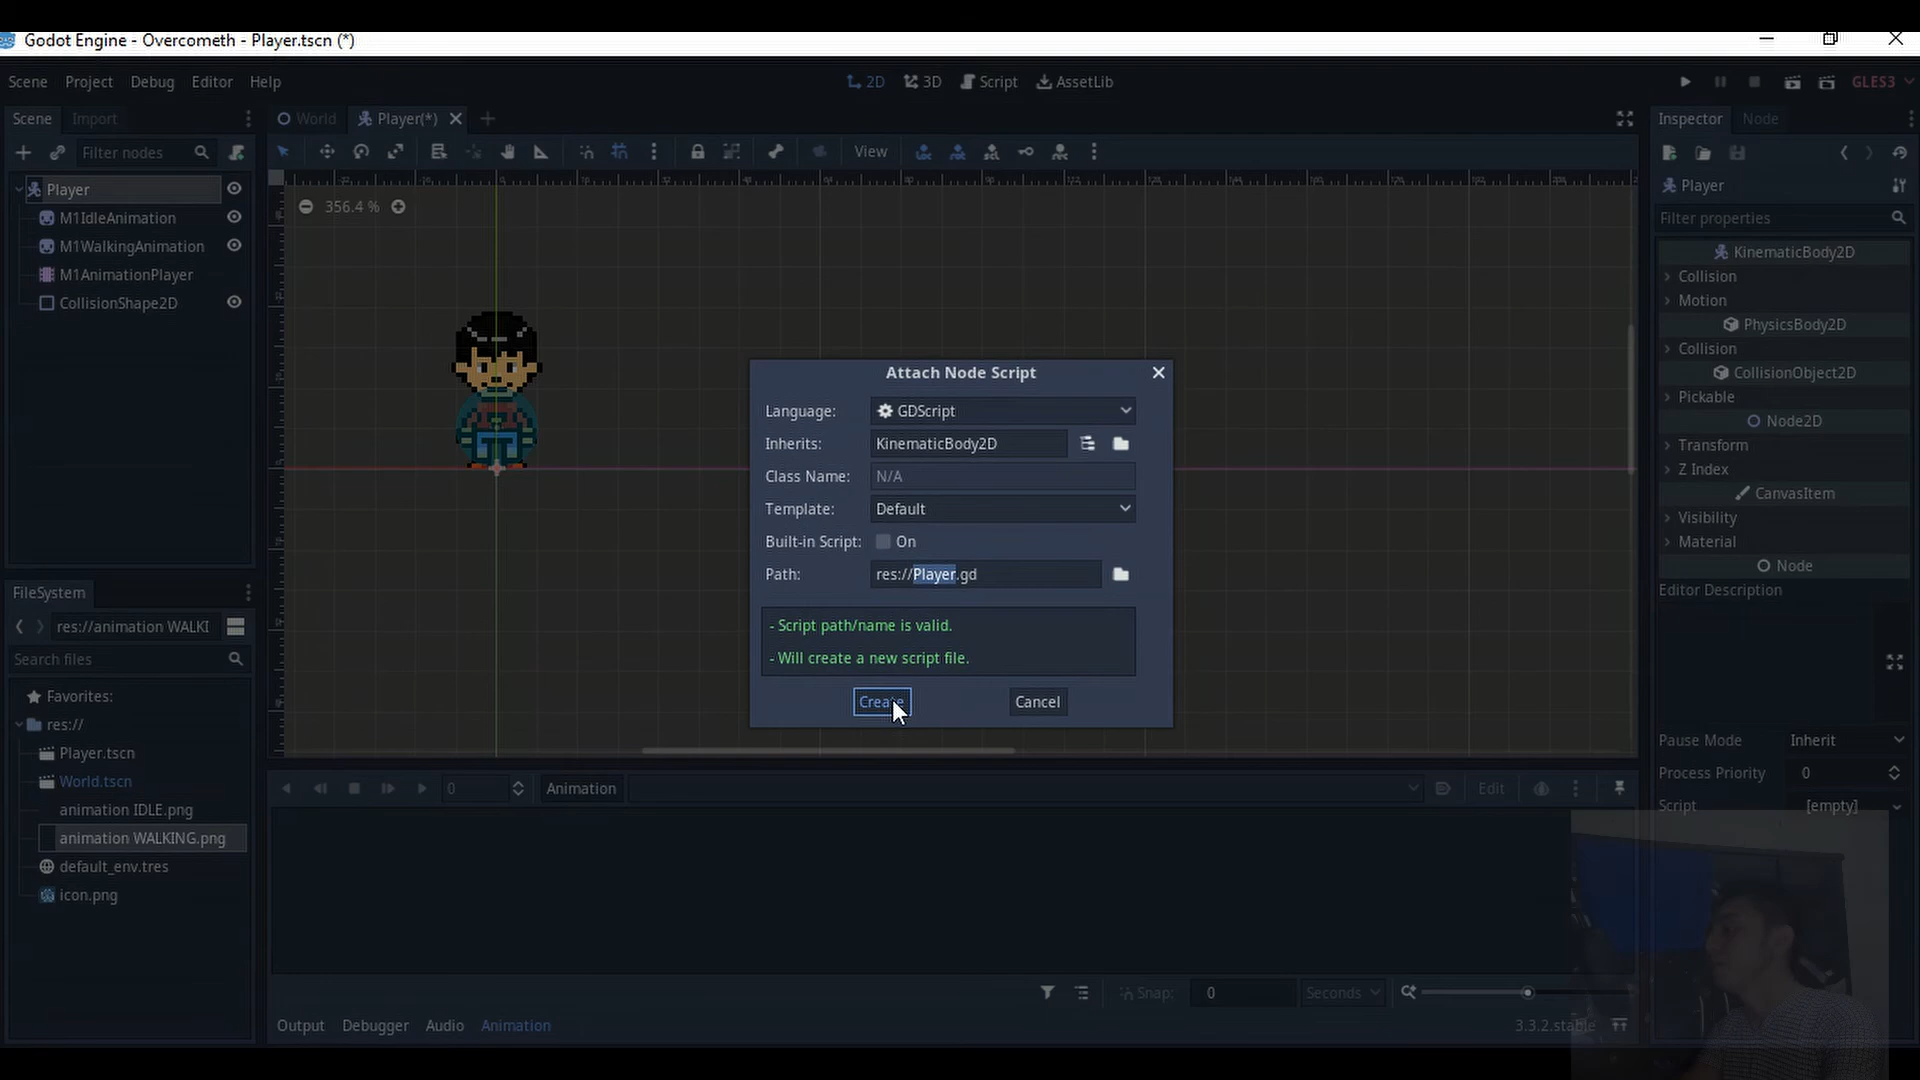 Godot Engine - Overcometh - Player.tscn (*)
Scene Project Debug Editor Help
2D 3D Script AssetLib
GLES3
Scene Import
World Player(*)
Inspector Node
Filter nodes
View
Player
M1IdleAnimation
M1WalkingAnimation
M1AnimationPlayer
CollisionShape2D
356.4 %
Player
Filter properties
KinematicBody2D
Collision
Motion
PhysicsBody2D
Collision
CollisionObject2D
Pickable
Node2D
Transform
Z Index
CanvasItem
Visibility
Material
Node
Editor Description
Pause Mode Inherit
Process Priority 0
Script [empty]
Attach Node Script
Language: GDScript
Inherits: KinematicBody2D
Class Name: N/A
Template: Default
Built-in Script: On
Path: res://Player.gd
- Script path/name is valid.
- Will create a new script file.
Create Cancel
FileSystem
res://animation WALKI
Search files
Favorites:
res://
Player.tscn
World.tscn
animation IDLE.png
animation WALKING.png
default_env.tres
icon.png
0 Animation Edit
Snap: 0 Seconds
Output Debugger Audio Animation
3.3.2.stable